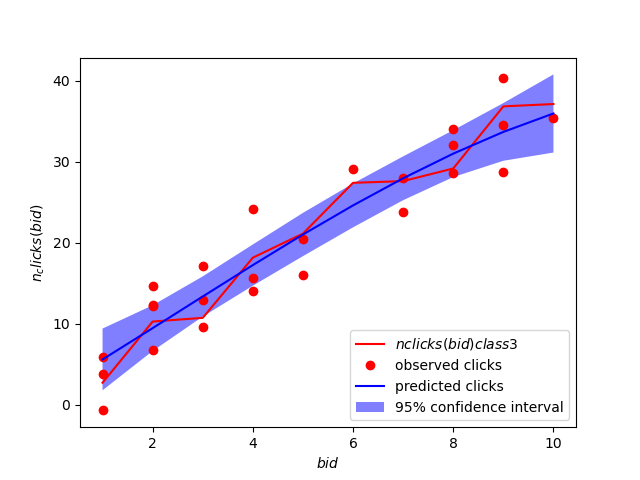 40
30
20
10
0
n_clicks(bid)
nclicks(bid)class3
observed clicks
predicted clicks
95% confidence interval
2 4 6 8 10
bid